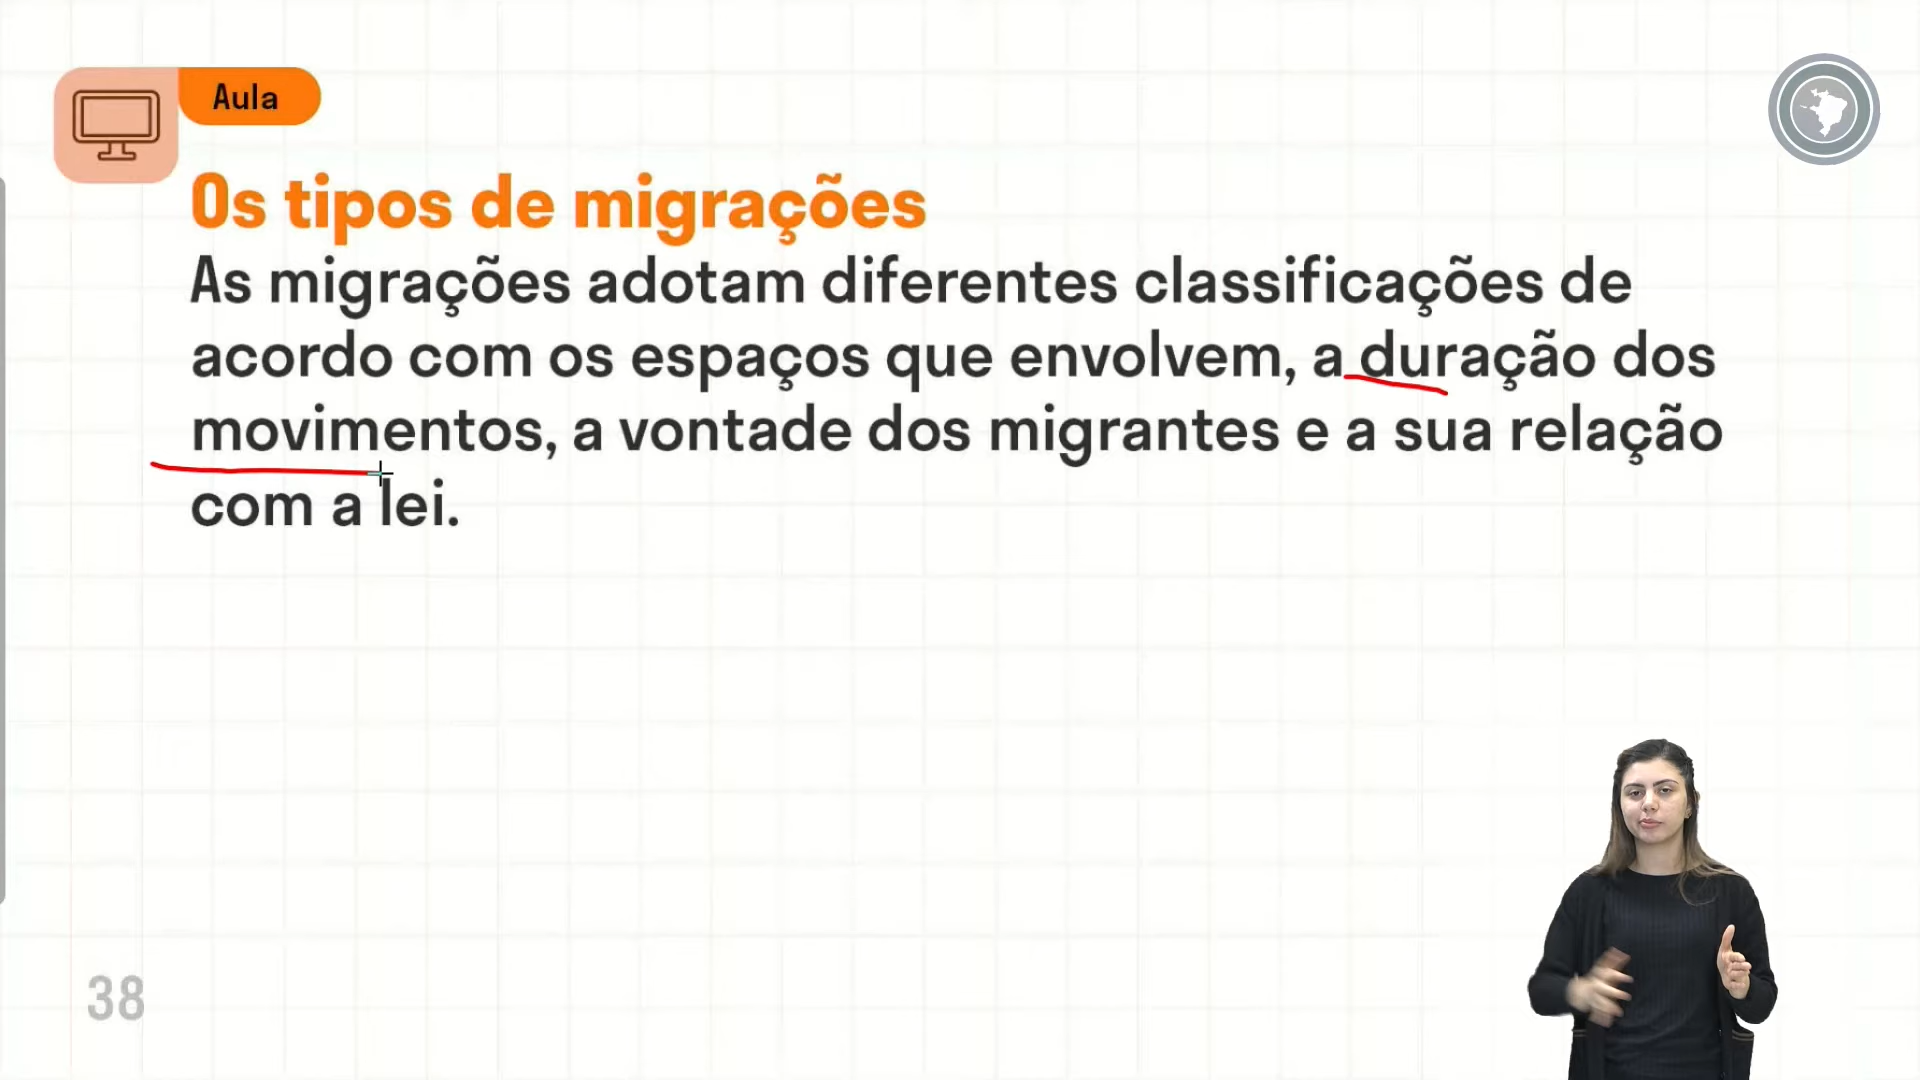 Aula
Os tipos de migrações
As migrações adotam diferentes classificações de
acordo com os espaços que envolvem, a duração dos
movimentos, a vontade dos migrantes e a sua relação
com a lei.
38